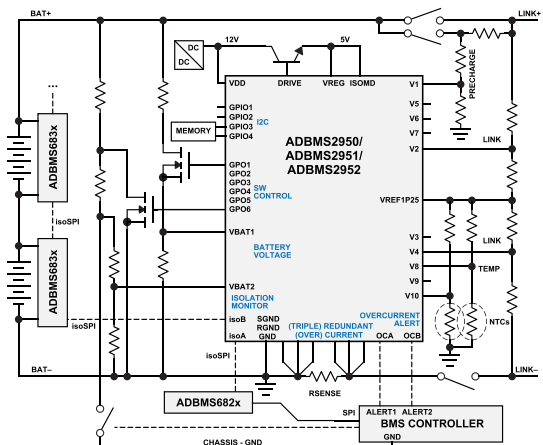 BAT+
LINK+
12V
5V
DC
DC
VDD
DRIVE
VREG
ISOMD
PRECHARGE
...
V1
GPIO1
GPIO2
I2C
GPIO3
GPIO4
MEMORY
V5
V6
V7
ADBMS2950/
ADBMS2951/
ADBMS2952
V2
LINK
ADBMS683x
GPO1
GPO2
GPO3
SW
GPO4
CONTROL
GPO5
GPO6
VREF1P25
isoSPI
VBAT1
BATTERY
VOLTAGE
V3
LINK
V4
V8
TEMP
V9
V10
ADBMS683x
VBAT2
ISOLATION
MONITOR
isoSPI
isoB
isoA
SGND
RGND
GND
(TRIPLE) REDUNDANT
(OVER) CURRENT
OVERCURRENT
ALERT
OCA
OCB
NTCs
isoSPI
BAT–
LINK–
RSENSE
ADBMS682x
SPI
ALERT1
ALERT2
BMS CONTROLLER
GND
CHASSIS - GND